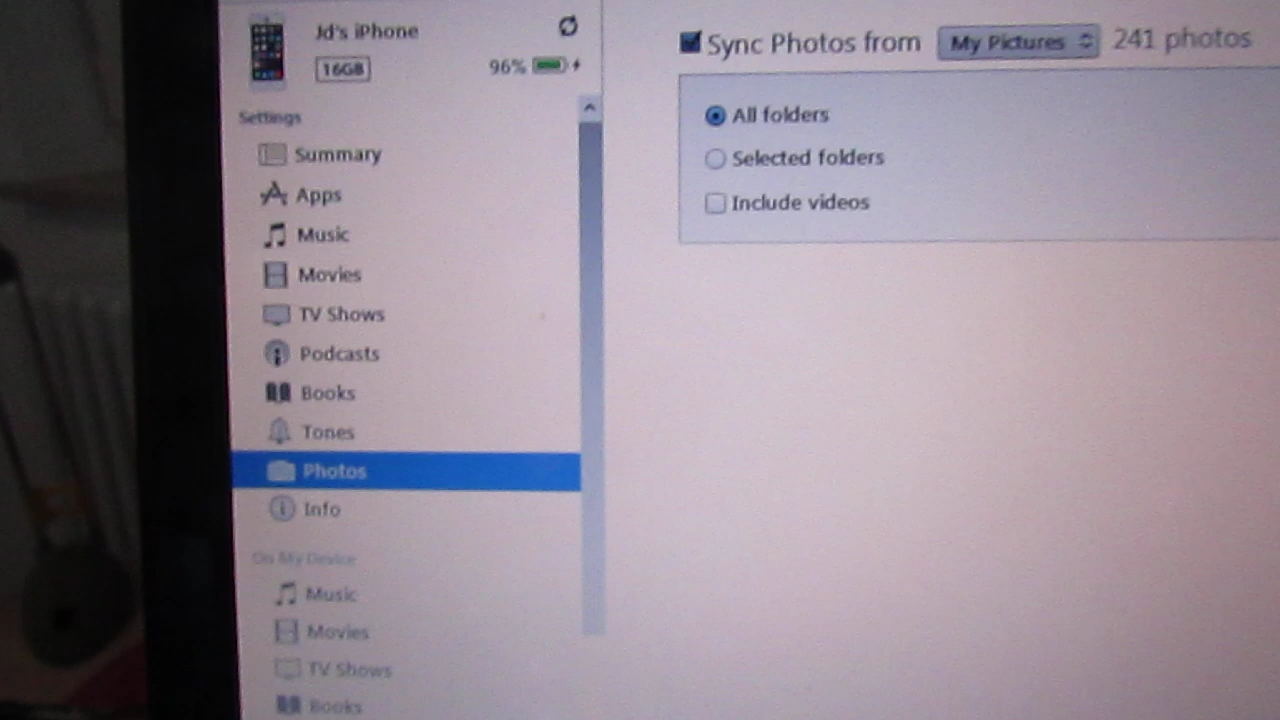 Jd's iPhone
16GB
96%
Settings
Summary
Apps
Music
Movies
TV Shows
Podcasts
Books
Tones
Photos
Info
On My Device
Music
Movies
TV Shows
Books
Sync Photos from My Pictures 241 photos
All folders
Selected folders
Include videos